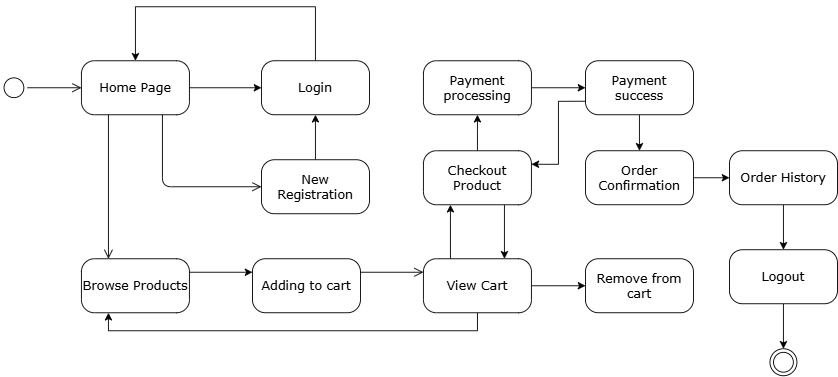 Home Page
Login
Payment
processing
Payment
success
New
Registration
Checkout
Product
Order
Confirmation
Order History
Browse Products
Adding to cart
View Cart
Remove from
cart
Logout